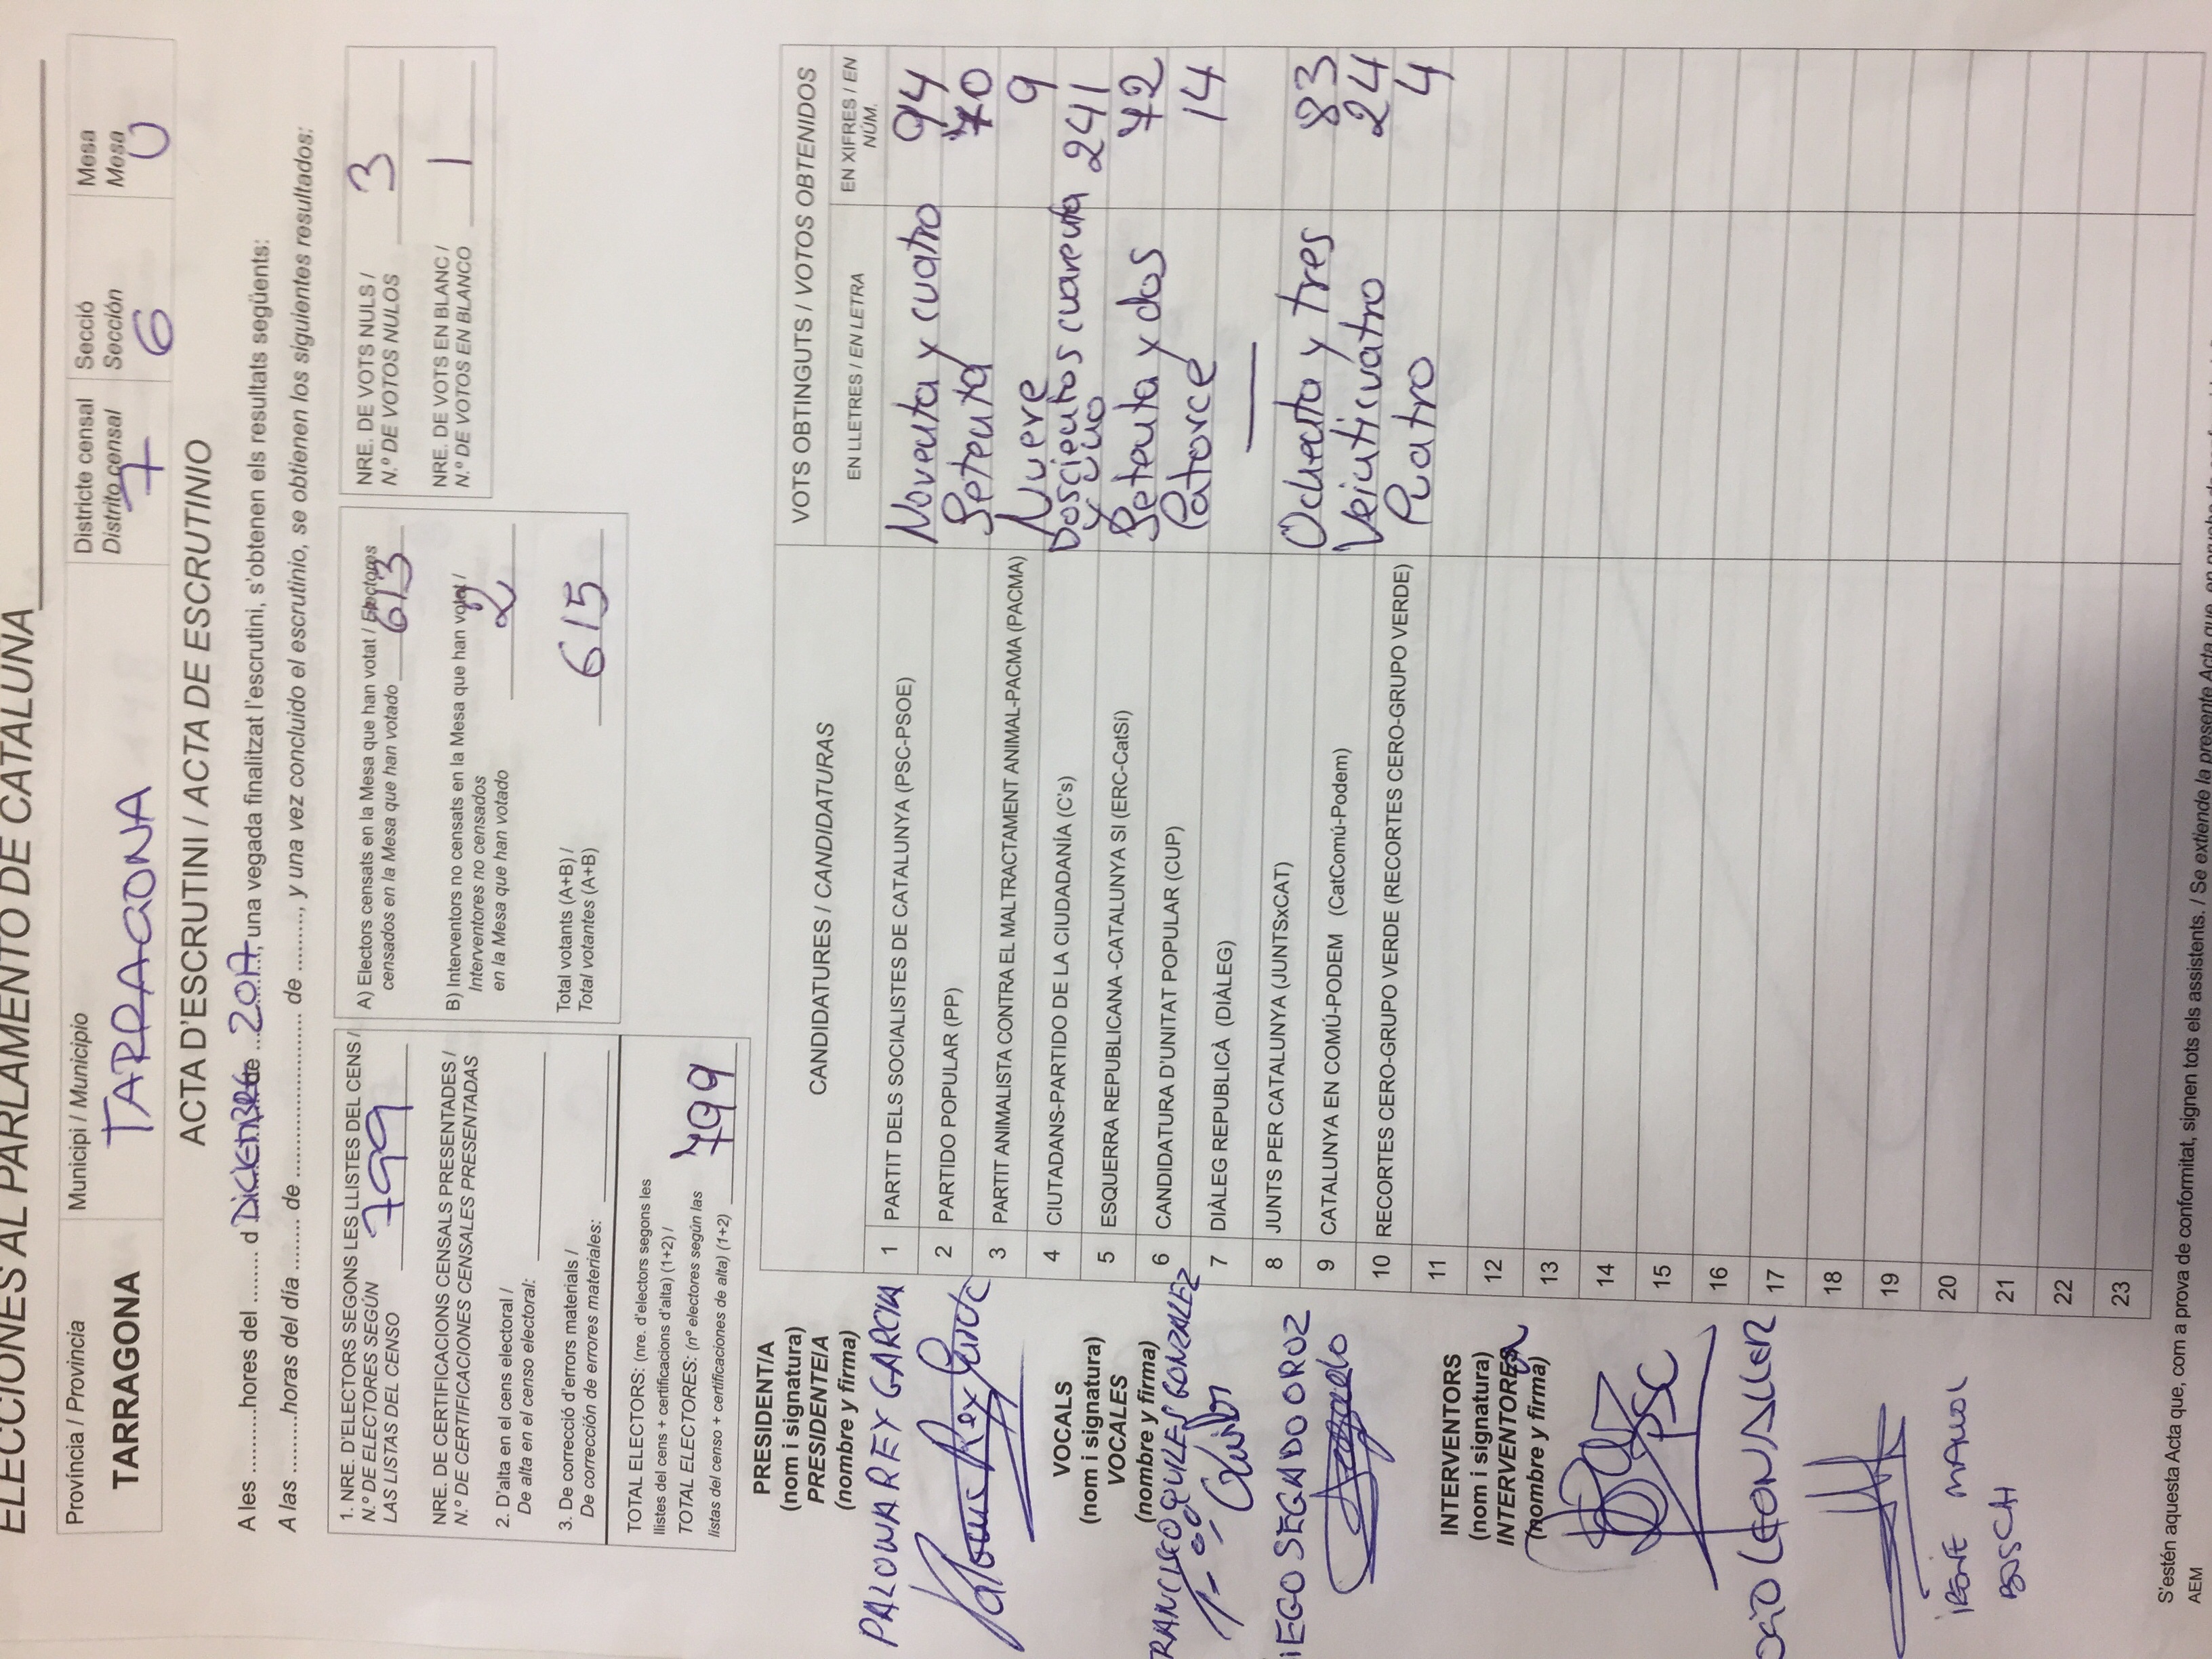 ELECCIONES AL PARLAMENTO DE CATALUÑA
Província / Provincia
TARRAGONA
Municipi / Municipio
TARRAGONA
Districte censal
Distrito censal
7
Secció
Sección
6
Mesa
Mesa
U
ACTA D'ESCRUTINI / ACTA DE ESCRUTINIO
A les ..........hores del ........ d DICIEMBRE de 2017, una vegada finalitzat l'escrutini, s'obtenen els resultats següents:
A las .........horas del día ........ de .......................... de ........., y una vez concluido el escrutinio, se obtienen los siguientes resultados:
1. NRE. D'ELECTORS SEGONS LES LLISTES DEL CENS /
N.º DE ELECTORES SEGÚN
LAS LISTAS DEL CENSO 799
NRE. DE CERTIFICACIONS CENSALS PRESENTADES /
N.º DE CERTIFICACIONES CENSALES PRESENTADAS
2. D'alta en el cens electoral /
De alta en el censo electoral:
3. De correcció d'errors materials /
De corrección de errores materiales:
TOTAL ELECTORS: (nre. d'electors segons les
llistes del cens + certificacions d'alta) (1+2) /
TOTAL ELECTORES: (nº electores según las
listas del censo + certificaciones de alta) (1+2) 799
A) Electors censats en la Mesa que han votat / Electores
censados en la Mesa que han votado 613
B) Interventors no censats en la Mesa que han votat /
Interventores no censados
en la Mesa que han votado 2
Total votants (A+B) /
Total votantes (A+B) 615
NRE. DE VOTS NULS /
N.º DE VOTOS NULOS 3
NRE. DE VOTS EN BLANC /
N.º DE VOTOS EN BLANCO 1
PRESIDENT/A
(nom i signatura)
PRESIDENTE/A
(nombre y firma)
PALOMA REY GARCIA
Paloma Rey Garcia
VOCALS
(nom i signatura)
VOCALES
(nombre y firma)
RANCISCO QUILES GONZALEZ
Quiles
IEGO SEGADO OROZ
Segado
INTERVENTORS
(nom i signatura)
INTERVENTORES
(nombre y firma)
PSC
LEON ALLER
IRENE MALLOL
BOSCH
CANDIDATURES / CANDIDATURAS
VOTS OBTINGUTS / VOTOS OBTENIDOS
EN LLETRES / EN LETRA
EN XIFRES / EN
NÚM.
1 PARTIT DELS SOCIALISTES DE CATALUNYA (PSC-PSOE) Noventa y cuatro 94
2 PARTIDO POPULAR (PP) Setenta 70
3 PARTIT ANIMALISTA CONTRA EL MALTRACTAMENT ANIMAL-PACMA (PACMA) Nueve 9
4 CIUTADANS-PARTIDO DE LA CIUDADANÍA (C's) Doscientos cuarenta
y uno 241
5 ESQUERRA REPUBLICANA -CATALUNYA SI (ERC-CatSí) Setenta y dos 72
6 CANDIDATURA D'UNITAT POPULAR (CUP) Catorce 14
7 DIÀLEG REPUBLICÀ (DIÀLEG) —
8 JUNTS PER CATALUNYA (JUNTSxCAT) Ochenta y tres 83
9 CATALUNYA EN COMÚ-PODEM (CatComú-Podem) Veinticuatro 24
10 RECORTES CERO-GRUPO VERDE (RECORTES CERO-GRUPO VERDE) Cuatro 4
11
12
13
14
15
16
17
18
19
20
21
22
23
S'estén aquesta Acta que, com a prova de conformitat, signen tots els assistents. / Se extiende la presente Acta que, en prueba de
AEM